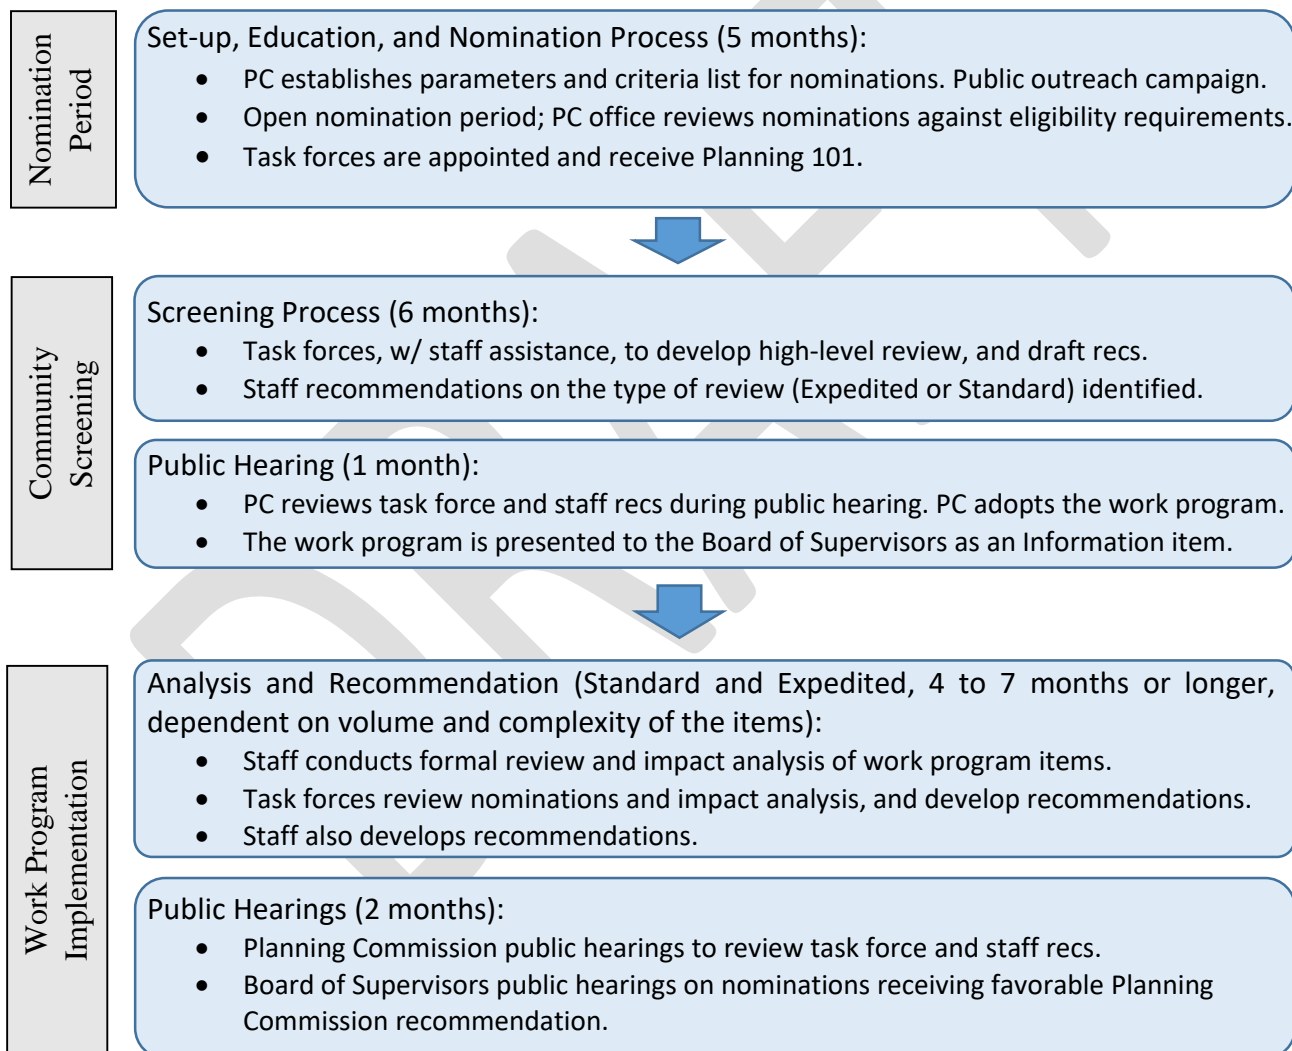 Nomination
Period
Set-up, Education, and Nomination Process (5 months):
• PC establishes parameters and criteria list for nominations. Public outreach campaign.
• Open nomination period; PC office reviews nominations against eligibility requirements.
• Task forces are appointed and receive Planning 101.
Community
Screening
Screening Process (6 months):
• Task forces, w/ staff assistance, to develop high-level review, and draft recs.
• Staff recommendations on the type of review (Expedited or Standard) identified.
Public Hearing (1 month):
• PC reviews task force and staff recs during public hearing. PC adopts the work program.
• The work program is presented to the Board of Supervisors as an Information item.
Work Program
Implementation
Analysis and Recommendation (Standard and Expedited, 4 to 7 months or longer,
dependent on volume and complexity of the items):
• Staff conducts formal review and impact analysis of work program items.
• Task forces review nominations and impact analysis, and develop recommendations.
• Staff also develops recommendations.
Public Hearings (2 months):
• Planning Commission public hearings to review task force and staff recs.
• Board of Supervisors public hearings on nominations receiving favorable Planning
Commission recommendation.
DRAFT